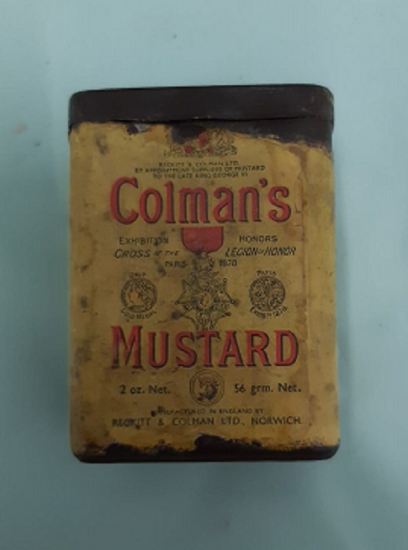 RECKITT & COLMAN LTD.
BY APPOINTMENT SUPPLIERS OF MUSTARD
TO THE LATE KING GEORGE VI
Colman's
EXHIBITION HONORS
CROSS OF THE LEGION OF HONOR
PARIS
MUSTARD
2 oz. Net. 56 grm. Net.
MANUFACTURED IN ENGLAND BY
RECKITT & COLMAN LTD., NORWICH.